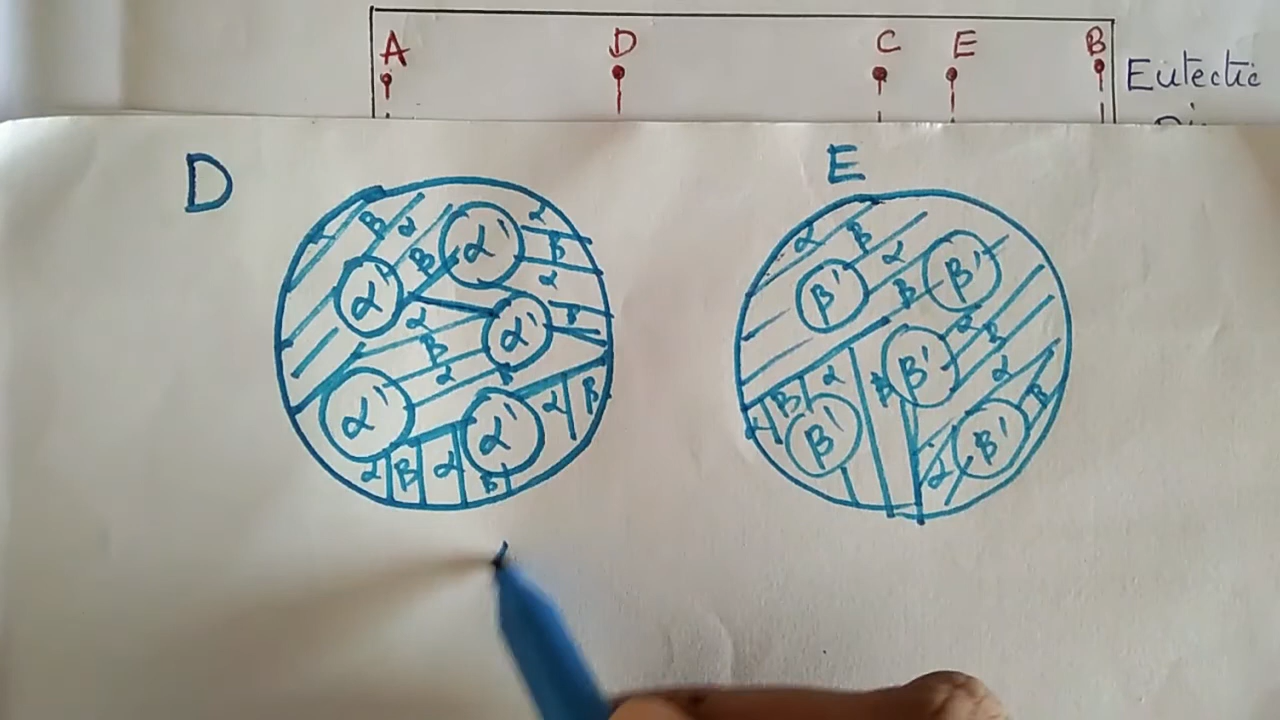 A D C E B
Eutectic
D E
α B α B α' α B α
α' α B α' B
α B α
α' α' α B
α B α B
α B α B β' β'
α B α
B α β' B
B β' β' α